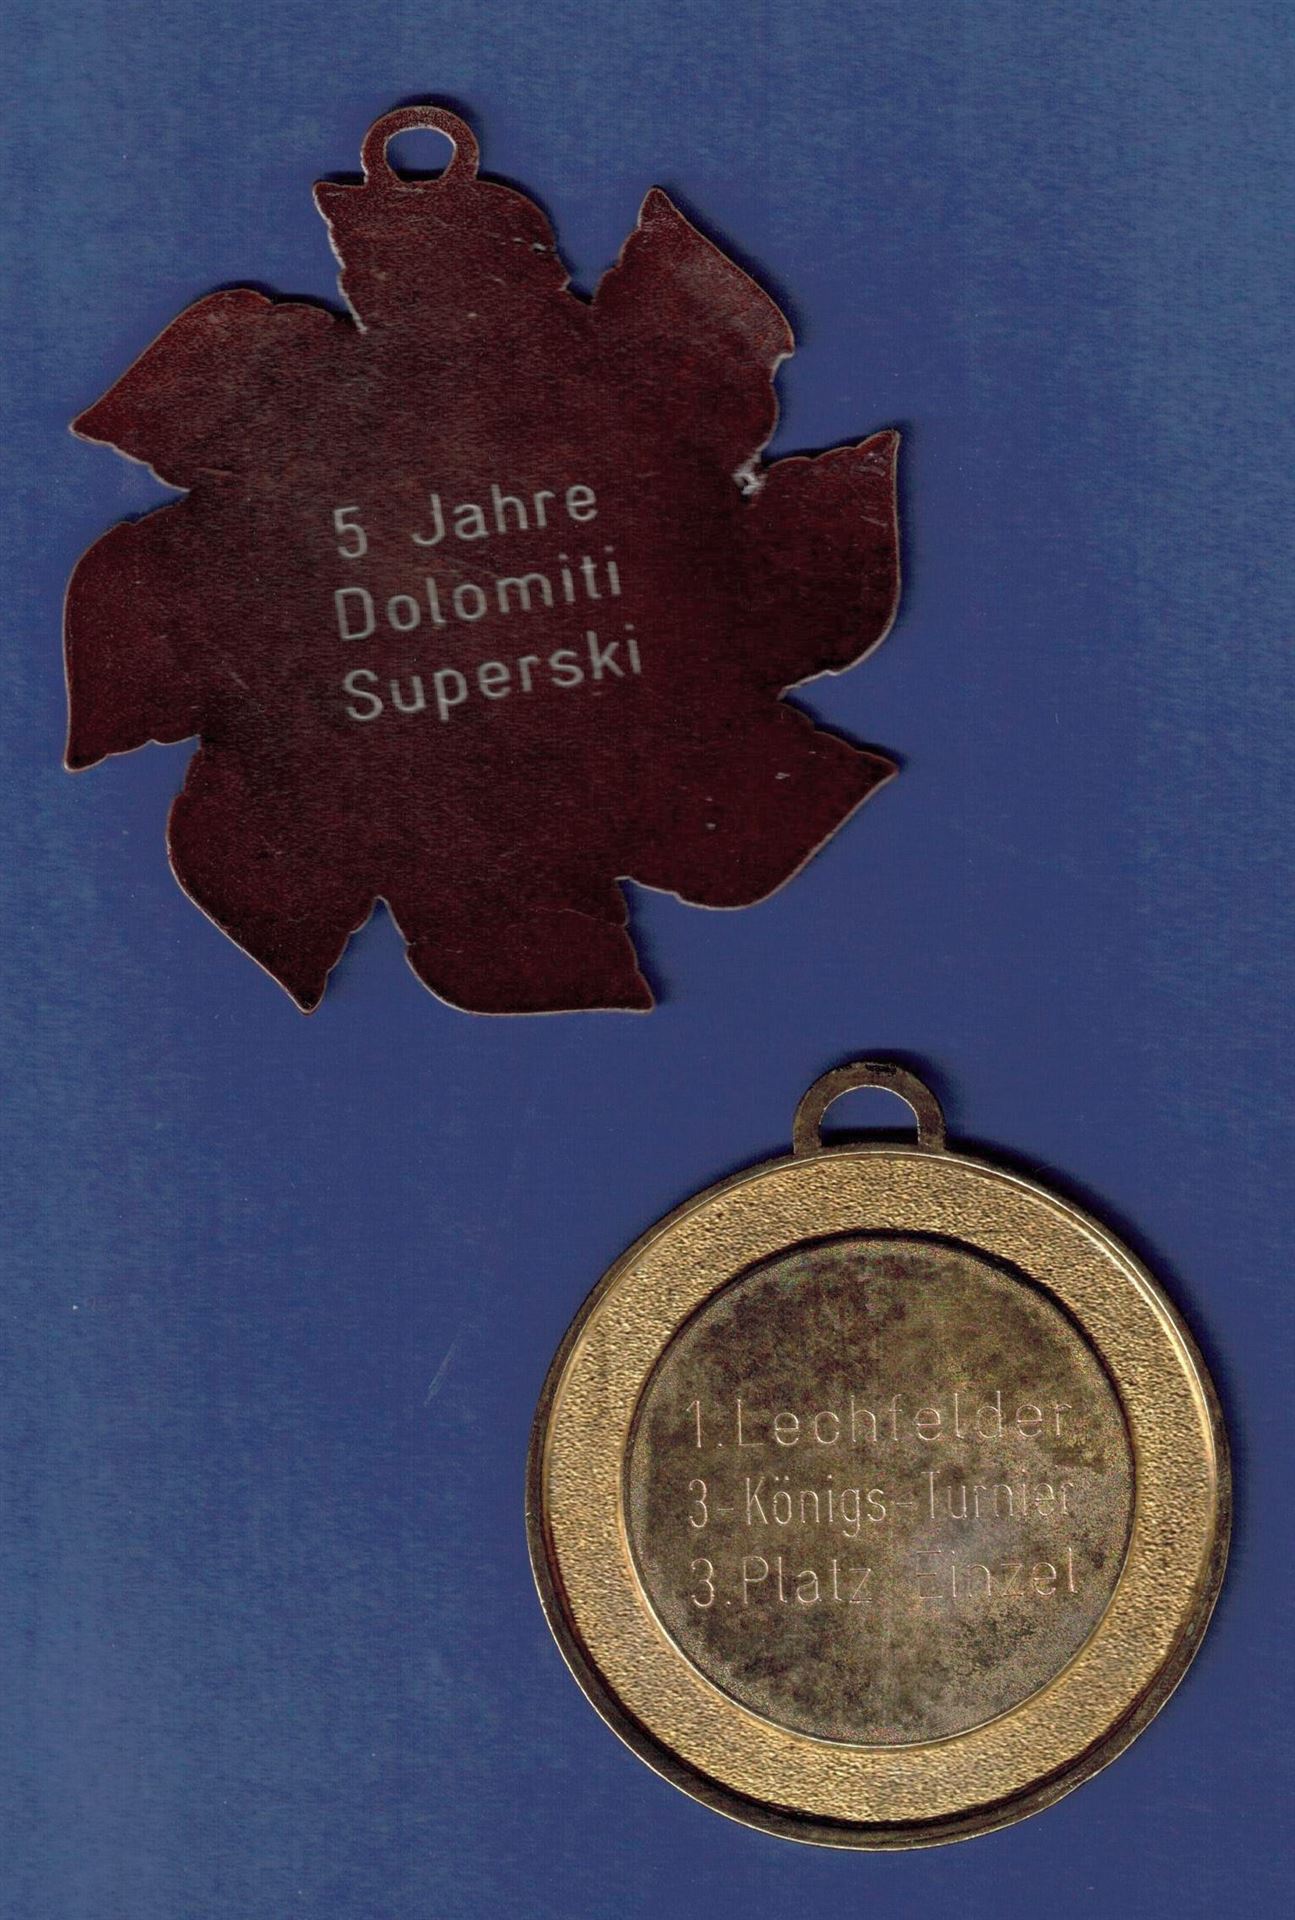 5 Jahre
Dolomiti
Superski
1.Lechfelder
3-Königs-Turnier
3.Platz Einzel